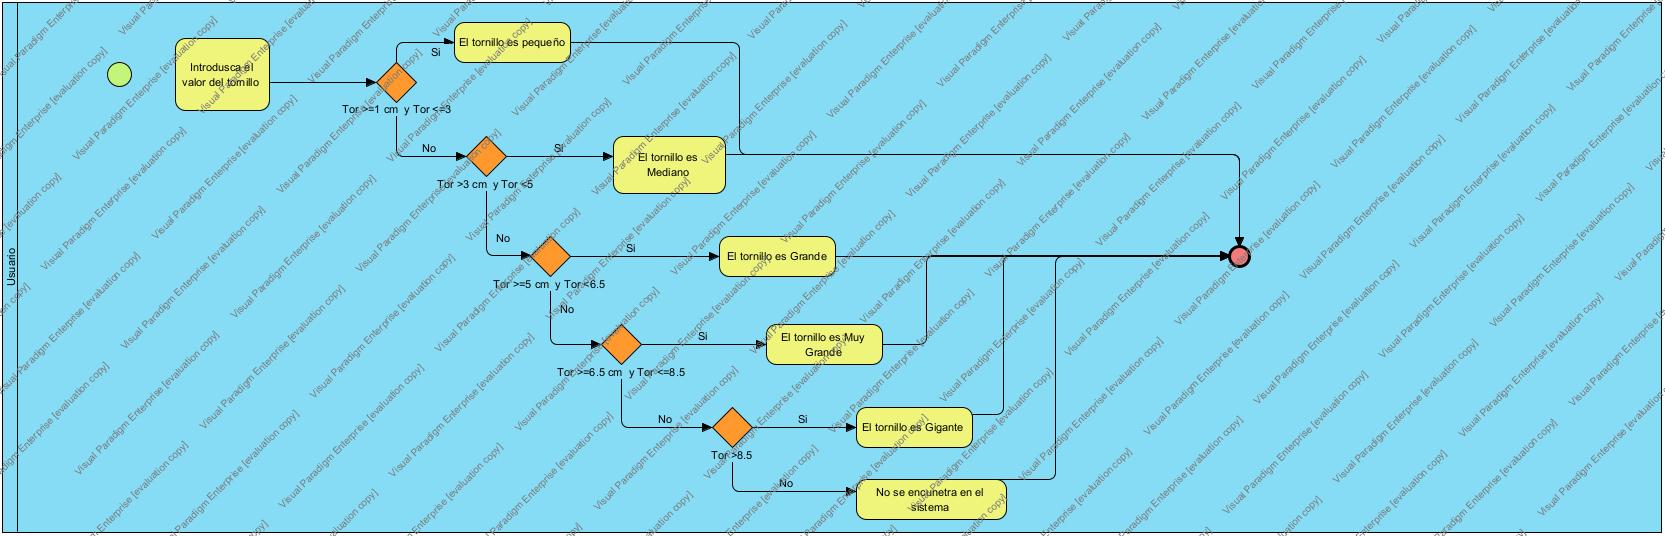 Usuario
Introdusca el
valor del tornillo
Tor >=1 cm y Tor <=3
Si
El tornillo es pequeño
No
Tor >3 cm y Tor <5
Si
El tornillo es
Mediano
No
Tor >=5 cm y Tor <6.5
Si
El tornillo es Grande
No
Tor >=6.5 cm y Tor <=8.5
Si
El tornillo es Muy
Grande
No
Tor >8.5
Si
El tornillo es Gigante
No
No se encunetra en el
sistema
Visual Paradigm Enterprise [evaluation copy]